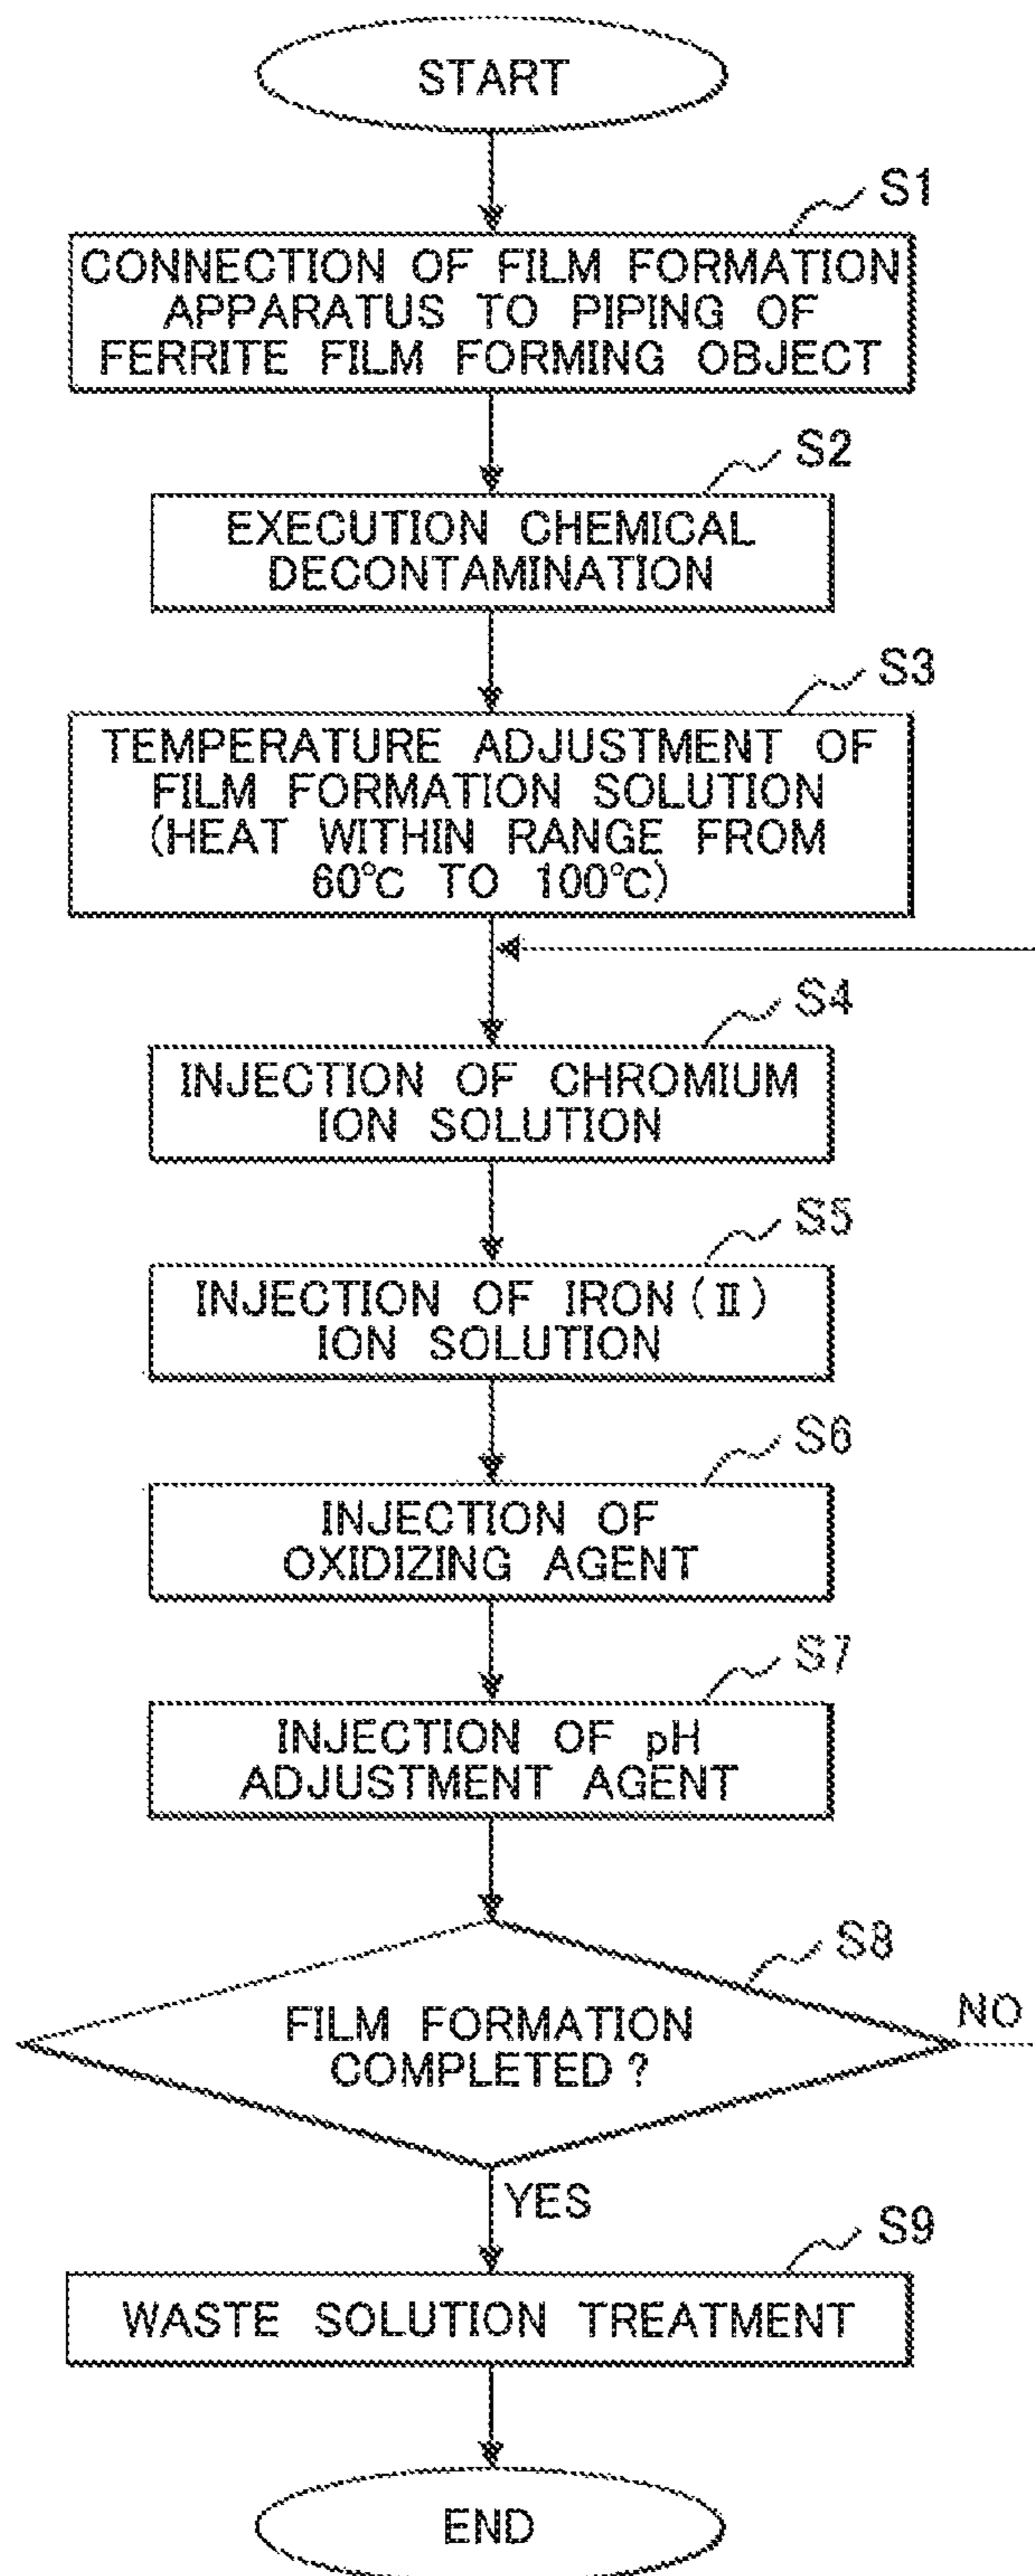 START
S1
CONNECTION OF FILM FORMATION
APPARATUS TO PIPING OF
FERRITE FILM FORMING OBJECT
S2
EXECUTION CHEMICAL
DECONTAMINATION
S3
TEMPERATURE ADJUSTMENT OF
FILM FORMATION SOLUTION
(HEAT WITHIN RANGE FROM
60℃ TO 100℃)
S4
INJECTION OF CHROMIUM
ION SOLUTION
S5
INJECTION OF IRON(Ⅱ)
ION SOLUTION
S6
INJECTION OF
OXIDIZING AGENT
S7
INJECTION OF pH
ADJUSTMENT AGENT
S8
FILM FORMATION
COMPLETED?
NO
YES
S9
WASTE SOLUTION TREATMENT
END